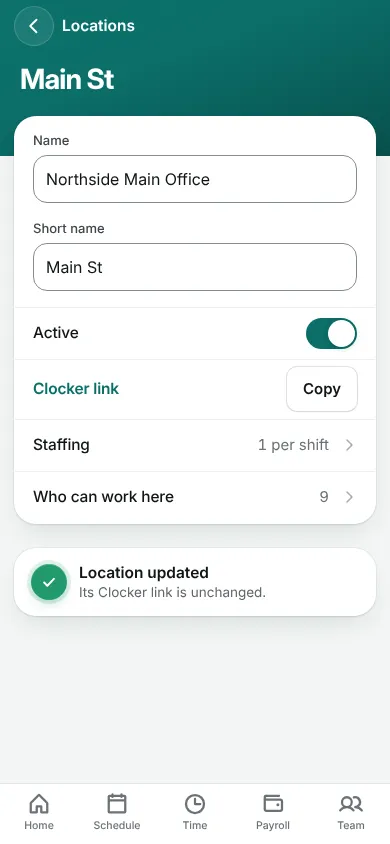 Locations
Main St
Name
Northside Main Office
Short name
Main St
Active
Clocker link
Copy
Staffing
1 per shift
Who can work here
9
Location updated
Its Clocker link is unchanged.
Home
Schedule
Time
Payroll
Team